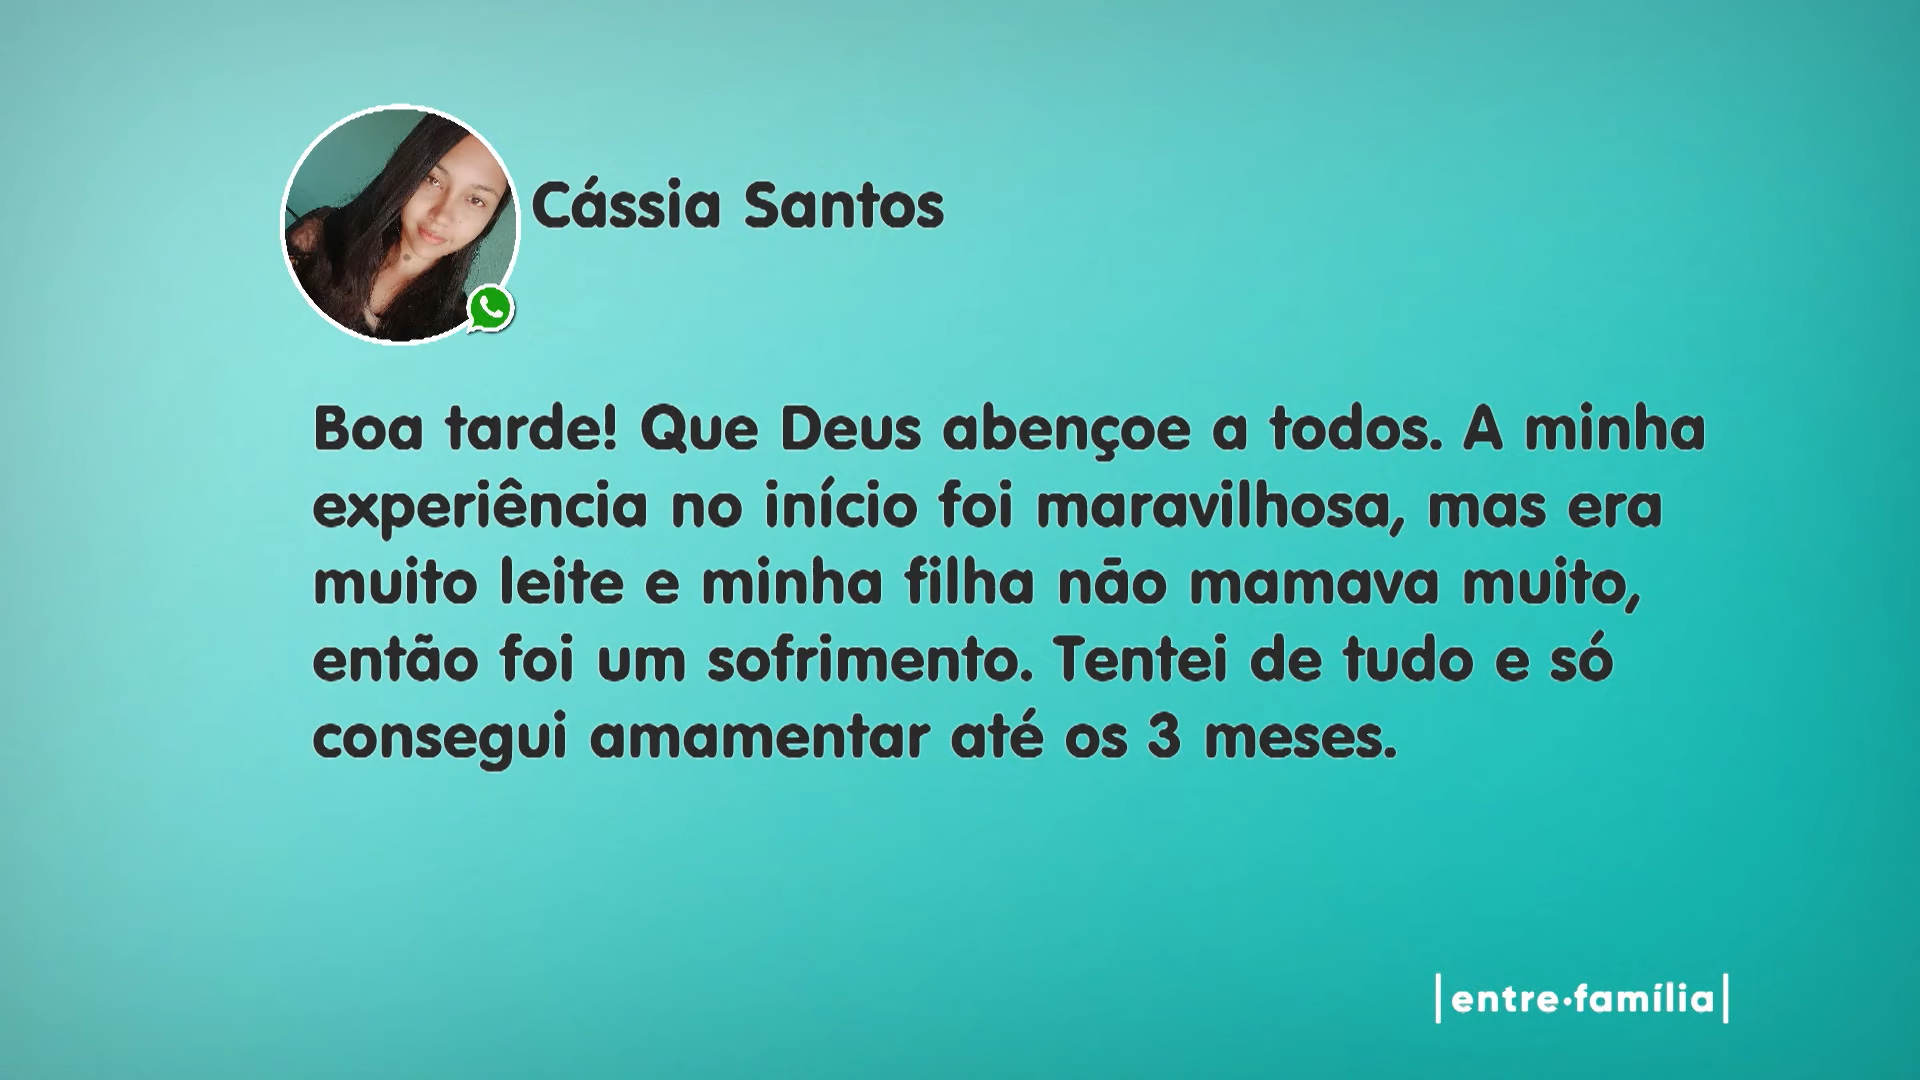 Cássia Santos
Boa tarde! Que Deus abençoe a todos. A minha
experiência no início foi maravilhosa, mas era
muito leite e minha filha não mamava muito,
então foi um sofrimento. Tentei de tudo e só
consegui amamentar até os 3 meses.
|entre•família|